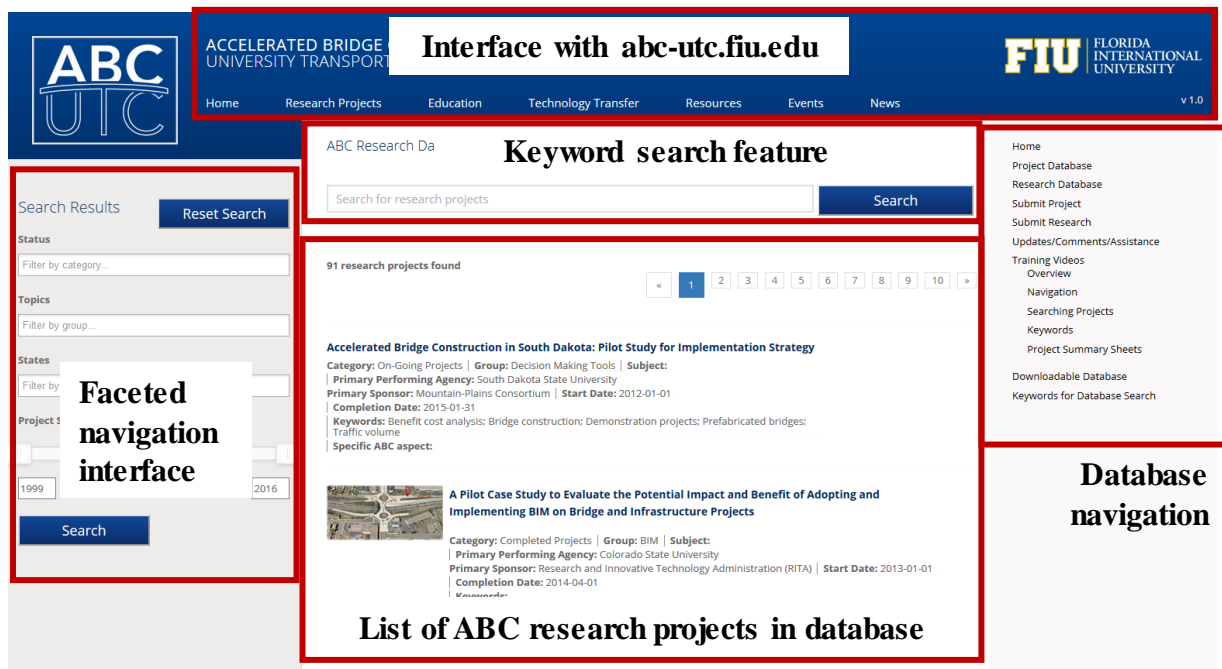 ABC
UTC
ACCELERATED BRIDGE
UNIVERSITY TRANSPORT
Interface with abc-utc.fiu.edu
FIU
FLORIDA
INTERNATIONAL
UNIVERSITY
Home Research Projects Education Technology Transfer Resources Events News
v 1.0
ABC Research Da
Keyword search feature
Search for research projects
Search
Search Results
Reset Search
Status
Filter by category...
Topics
Filter by group...
States
Filter by
Project S
Faceted
navigation
interface
1999
2016
Search
91 research projects found
« 1 2 3 4 5 6 7 8 9 10 »
Accelerated Bridge Construction in South Dakota: Pilot Study for Implementation Strategy
Category: On-Going Projects | Group: Decision Making Tools | Subject:
| Primary Performing Agency: South Dakota State University
Primary Sponsor: Mountain-Plains Consortium | Start Date: 2012-01-01
| Completion Date: 2015-01-31
| Keywords: Benefit cost analysis; Bridge construction; Demonstration projects; Prefabricated bridges;
Traffic volume
| Specific ABC aspect:
A Pilot Case Study to Evaluate the Potential Impact and Benefit of Adopting and
Implementing BIM on Bridge and Infrastructure Projects
Category: Completed Projects | Group: BIM | Subject:
| Primary Performing Agency: Colorado State University
Primary Sponsor: Research and Innovative Technology Administration (RITA) | Start Date: 2013-01-01
| Completion Date: 2014-04-01
| Keywords:
List of ABC research projects in database
Home
Project Database
Research Database
Submit Project
Submit Research
Updates/Comments/Assistance
Training Videos
Overview
Navigation
Searching Projects
Keywords
Project Summary Sheets
Downloadable Database
Keywords for Database Search
Database
navigation